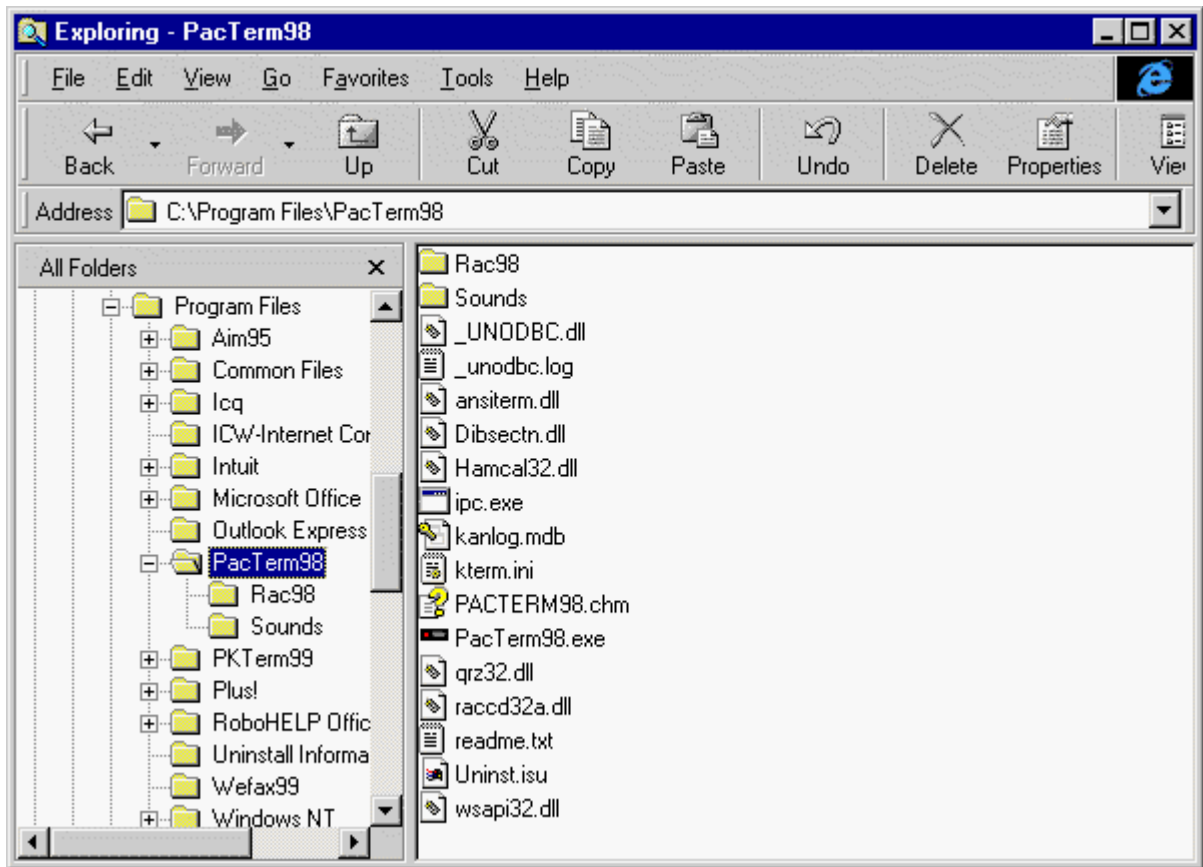 Exploring - PacTerm98
File Edit View Go Favorites Tools Help
Back Forward Up Cut Copy Paste Undo Delete Properties Vie
Address C:\Program Files\PacTerm98
All Folders
Program Files
Aim95
Common Files
Icq
ICW-Internet Cor
Intuit
Microsoft Office
Outlook Express
PacTerm98
Rac98
Sounds
PKTerm99
Plus!
RoboHELP Offic
Uninstall Informa
Wefax99
Windows NT
Rac98
Sounds
_UNODBC.dll
_unodbc.log
ansiterm.dll
Dibsectn.dll
Hamcal32.dll
ipc.exe
kanlog.mdb
kterm.ini
PACTERM98.chm
PacTerm98.exe
qrz32.dll
raccd32a.dll
readme.txt
Uninst.isu
wsapi32.dll